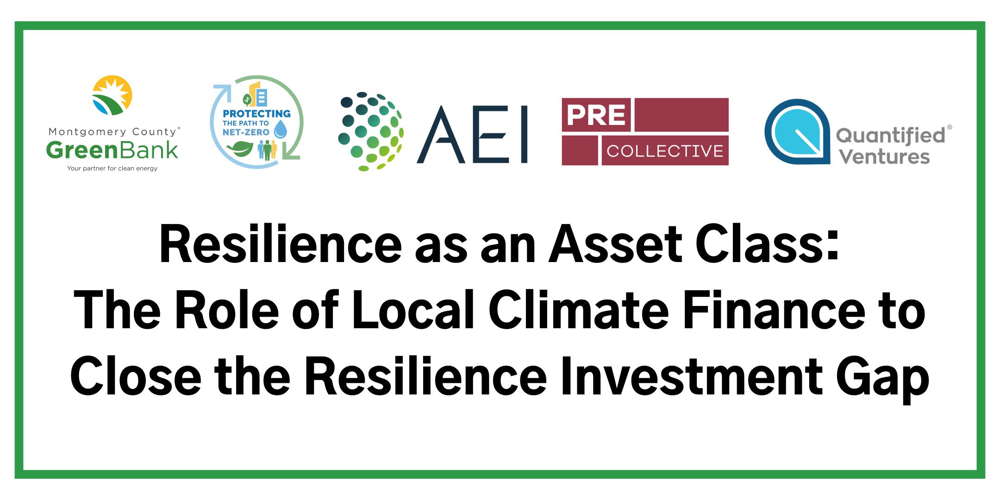 Montgomery County®
GreenBank
Your partner for clean energy
PROTECTING
THE PATH TO
NET-ZERO
AEI
PRE
COLLECTIVE
Quantified®
Ventures
Resilience as an Asset Class:
The Role of Local Climate Finance to
Close the Resilience Investment Gap